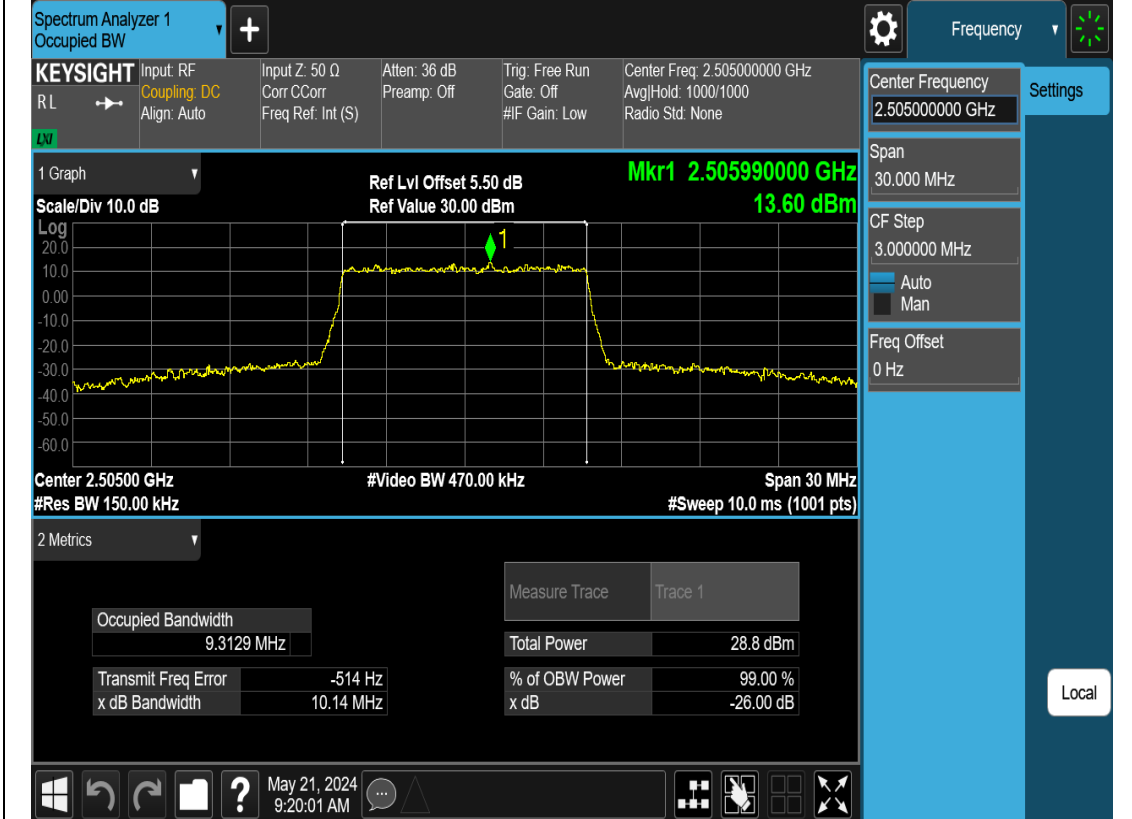 Spectrum Analyzer 1
Occupied BW
▼
+
Frequency ▼
KEYSIGHT
RL
LXI
Input: RF
Coupling: DC
Align: Auto
Input Z: 50 Ω
Corr CCorr
Freq Ref: Int (S)
Atten: 36 dB
Preamp: Off
Trig: Free Run
Gate: Off
#IF Gain: Low
Center Freq: 2.505000000 GHz
Avg|Hold: 1000/1000
Radio Std: None
Center Frequency
2.505000000 GHz
Settings
Span
30.000 MHz
CF Step
3.000000 MHz
Auto
Man
Freq Offset
0 Hz
Local
1 Graph ▼
Scale/Div 10.0 dB
Ref Lvl Offset 5.50 dB
Ref Value 30.00 dBm
Mkr1 2.505990000 GHz
13.60 dBm
Log
20.0
10.0
0.00
-10.0
-20.0
-30.0
-40.0
-50.0
-60.0
1
Center 2.50500 GHz
#Res BW 150.00 kHz
#Video BW 470.00 kHz
Span 30 MHz
#Sweep 10.0 ms (1001 pts)
2 Metrics ▼
Measure Trace Trace 1
Occupied Bandwidth
9.3129 MHz
Total Power 28.8 dBm
Transmit Freq Error -514 Hz
% of OBW Power 99.00 %
x dB Bandwidth 10.14 MHz
x dB -26.00 dB
?
May 21, 2024
9:20:01 AM